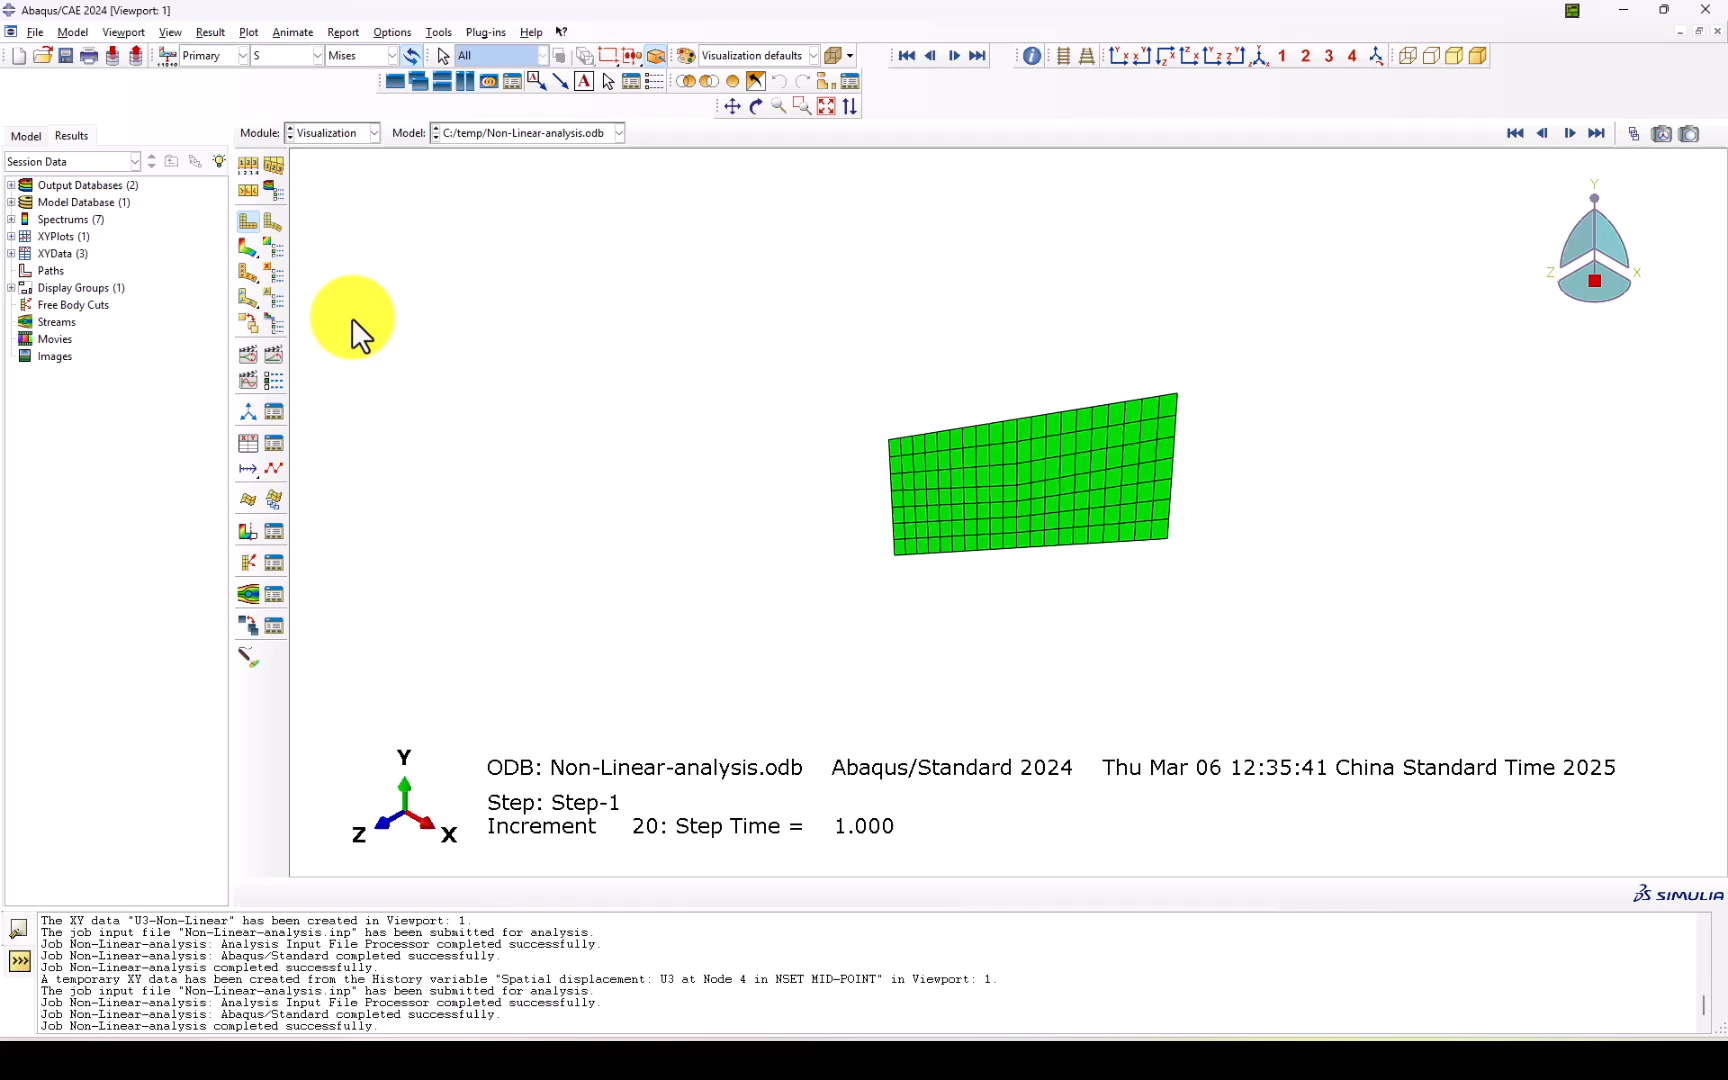 Abaqus/CAE 2024 [Viewport: 1]
File Model Viewport View Result Plot Animate Report Options Tools Plug-ins Help
Primary S Mises All Visualization defaults 1 2 3 4
Model Results Module: Visualization Model: C:/temp/Non-Linear-analysis.odb
Session Data
Output Databases (2)
Model Database (1)
Spectrums (7)
XYPlots (1)
XYData (3)
Paths
Display Groups (1)
Free Body Cuts
Streams
Movies
Images
Y
Z X
Y
Z X
ODB: Non-Linear-analysis.odb Abaqus/Standard 2024 Thu Mar 06 12:35:41 China Standard Time 2025
Step: Step-1
Increment 20: Step Time = 1.000
SIMULIA
The XY data "U3-Non-Linear" has been created in Viewport: 1.
The job input file "Non-Linear-analysis.inp" has been submitted for analysis.
Job Non-Linear-analysis: Analysis Input File Processor completed successfully.
Job Non-Linear-analysis: Abaqus/Standard completed successfully.
Job Non-Linear-analysis completed successfully.
A temporary XY data has been created from the History variable "Spatial displacement: U3 at Node 4 in NSET MID-POINT" in Viewport: 1.
The job input file "Non-Linear-analysis.inp" has been submitted for analysis.
Job Non-Linear-analysis: Analysis Input File Processor completed successfully.
Job Non-Linear-analysis: Abaqus/Standard completed successfully.
Job Non-Linear-analysis completed successfully.